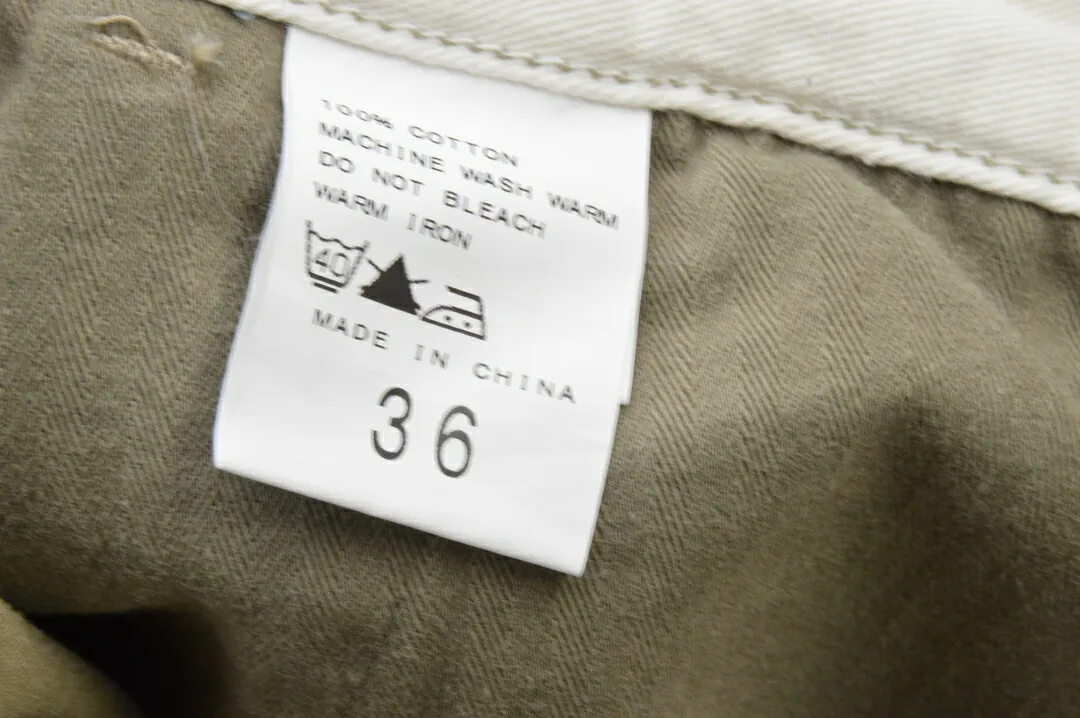 100% COTTON
MACHINE WASH WARM
DO NOT BLEACH
WARM IRON
40
MADE IN CHINA
36